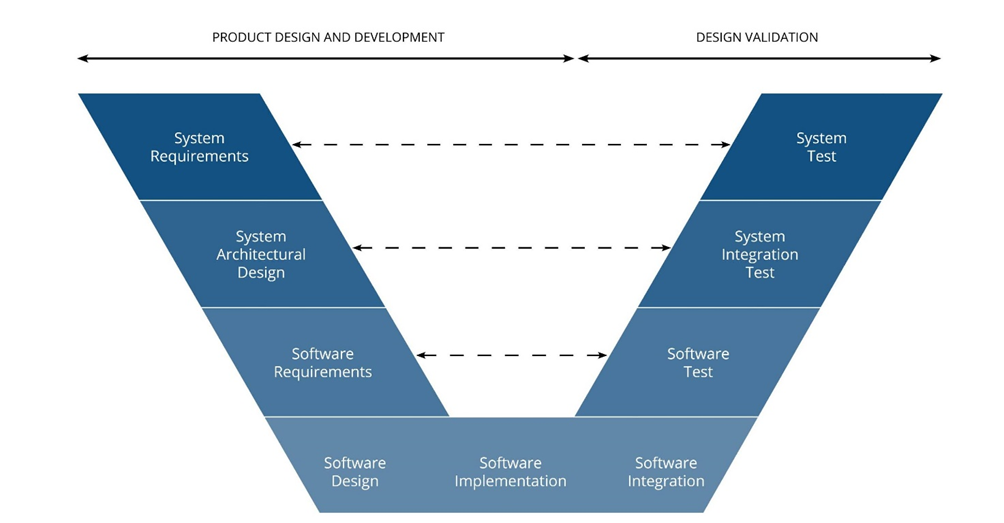 PRODUCT DESIGN AND DEVELOPMENT
DESIGN VALIDATION
System
Requirements
System
Test
System
Architectural
Design
System
Integration
Test
Software
Requirements
Software
Test
Software
Design
Software
Implementation
Software
Integration